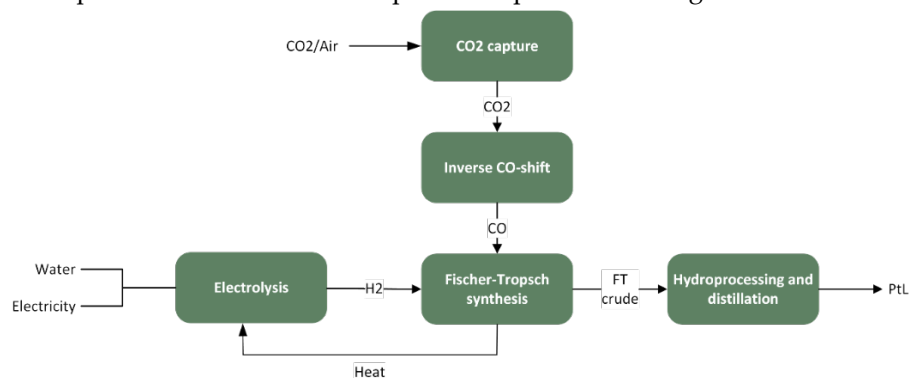 CO2/Air
CO2 capture
CO2
Inverse CO-shift
CO
Water
Electricity
Electrolysis
H2
Fischer-Tropsch
synthesis
FT
crude
Hydroprocessing and
distillation
PtL
Heat